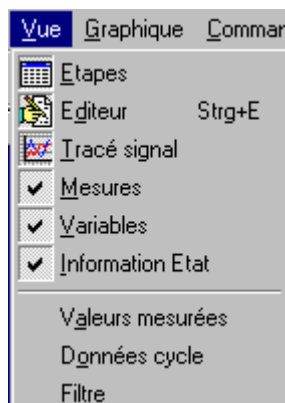 Vue Graphique Commar
Etapes
Editeur Strg+E
Tracé signal
Mesures
Variables
Information Etat
Valeurs mesurées
Données cycle
Filtre